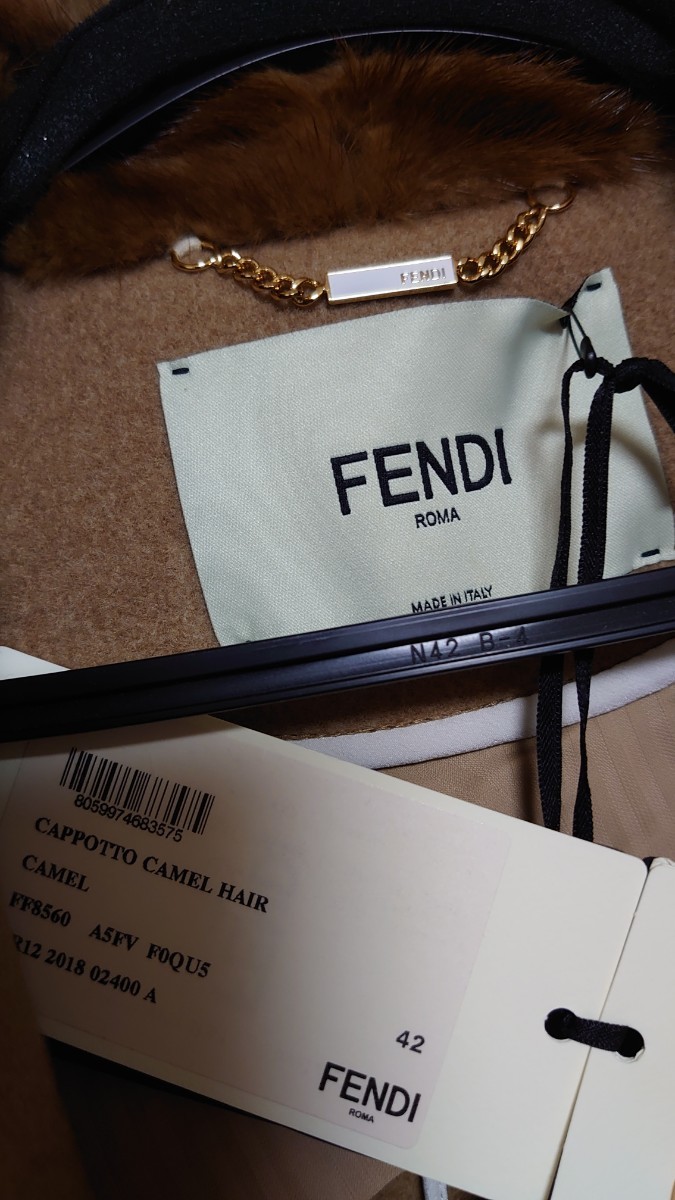 FENDI
FENDI
ROMA
MADE IN ITALY
N42 B-4
8059974683575
CAPPOTTO CAMEL HAIR
CAMEL
FF8560 A5FV F0QU5
R12 2018 02400 A
42
FENDI
ROMA